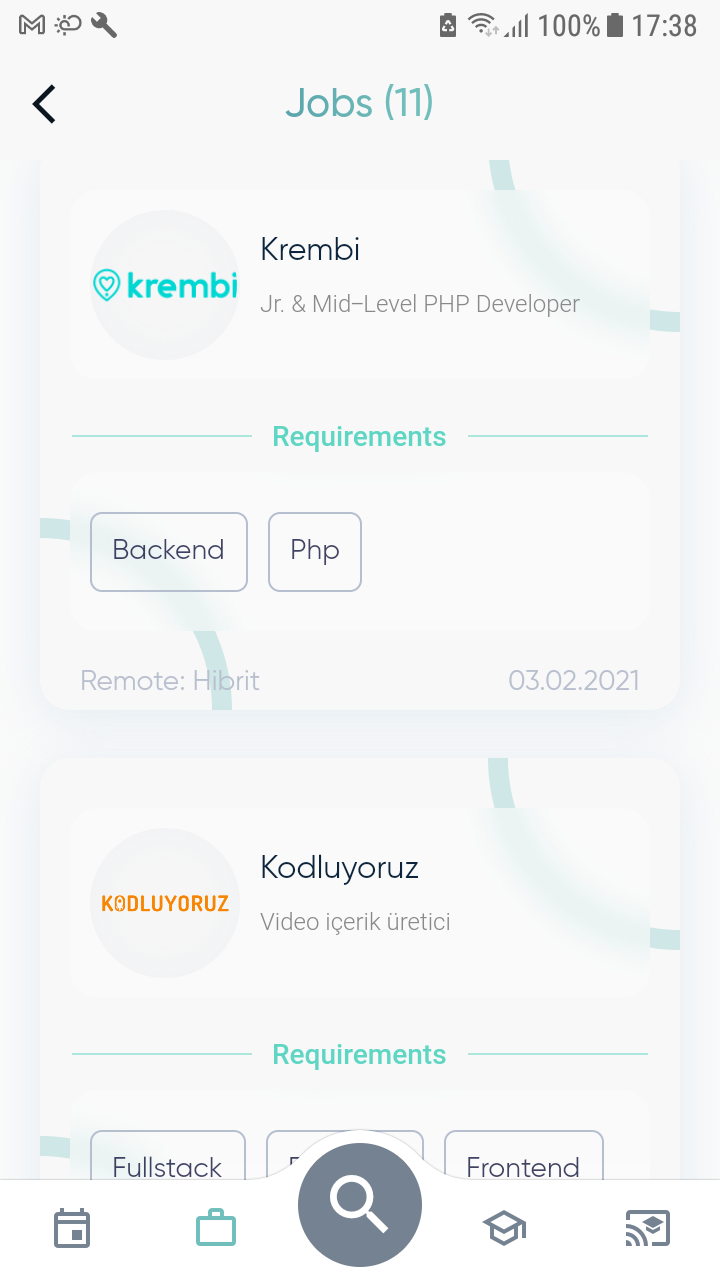 100% 17:38
Jobs (11)
krembi
Krembi
Jr. & Mid-Level PHP Developer
Requirements
Backend Php
Remote: Hibrit 03.02.2021
KODLUYORUZ
Kodluyoruz
Video içerik üretici
Requirements
Fullstack Frontend